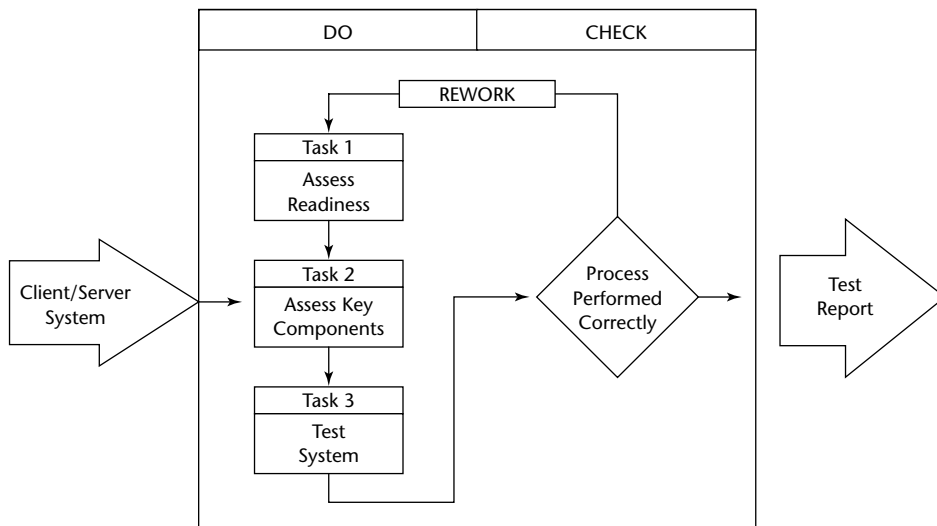 DO
CHECK
REWORK
Task 1
Assess
Readiness
Client/Server
System
Task 2
Assess Key
Components
Task 3
Test
System
Process
Performed
Correctly
Test
Report